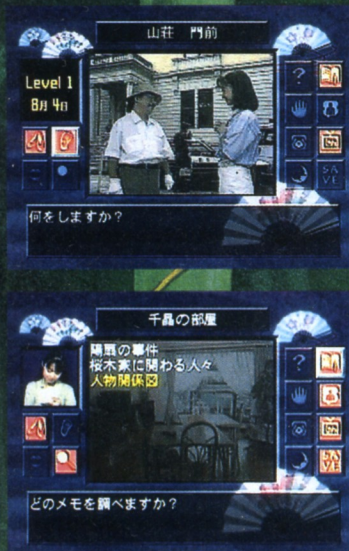 山荘 門前
Level 1
8月 4日
?
SAVE
何をしますか?
千晶の部屋
陽扇の事件
桜木家に関わる人々
人物関係図
?
SAVE
どのメモを調べますか?